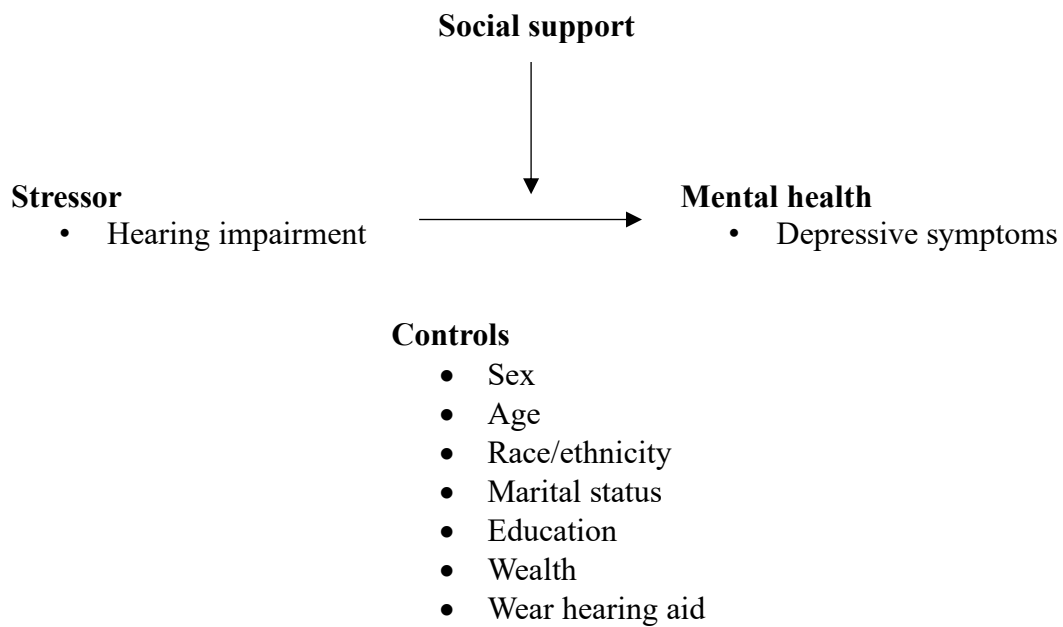 Social support
Stressor
• Hearing impairment
Mental health
• Depressive symptoms
Controls
• Sex
• Age
• Race/ethnicity
• Marital status
• Education
• Wealth
• Wear hearing aid